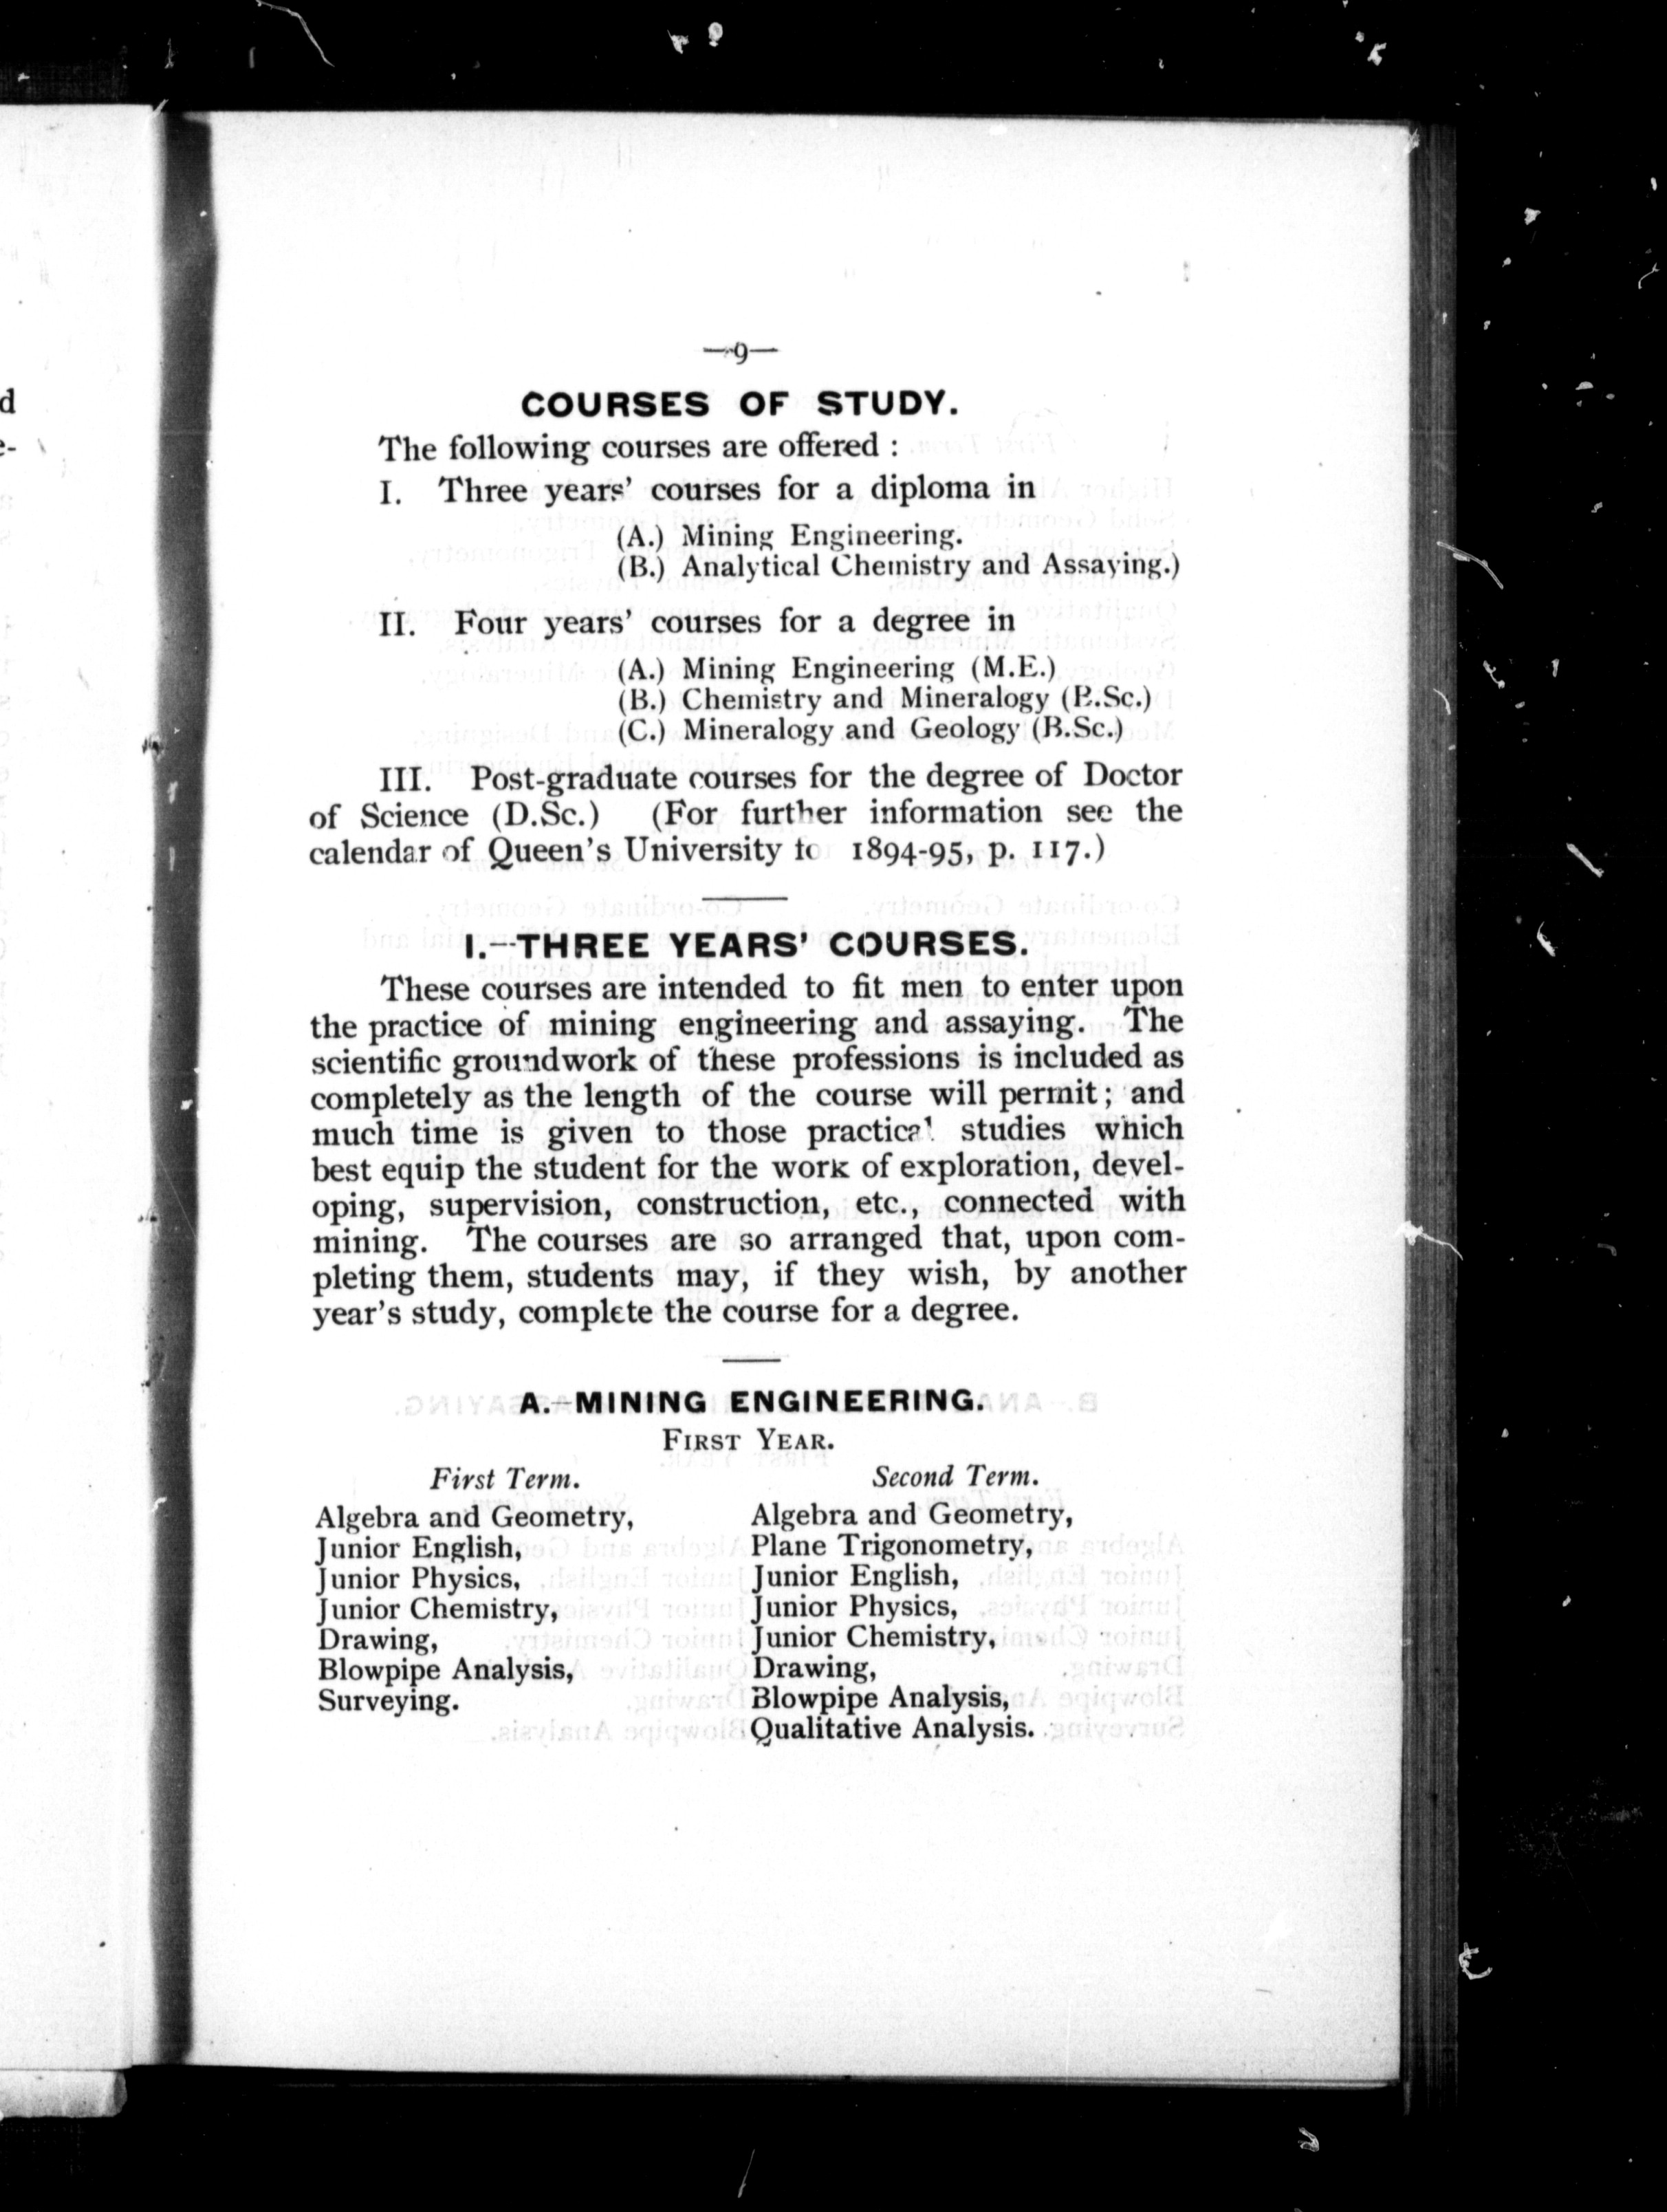 —9—
COURSES OF STUDY.
The following courses are offered :
I. Three years' courses for a diploma in
(A.) Mining Engineering.
(B.) Analytical Chemistry and Assaying.)
II. Four years' courses for a degree in
(A.) Mining Engineering (M.E.)
(B.) Chemistry and Mineralogy (B.Sc.)
(C.) Mineralogy and Geology (B.Sc.)
III. Post-graduate courses for the degree of Doctor
of Science (D.Sc.) (For further information see the
calendar of Queen's University fo 1894-95, p. 117.)
I.—THREE YEARS' COURSES.
These courses are intended to fit men to enter upon
the practice of mining engineering and assaying. The
scientific groundwork of these professions is included as
completely as the length of the course will permit; and
much time is given to those practical studies which
best equip the student for the work of exploration, devel-
oping, supervision, construction, etc., connected with
mining. The courses are so arranged that, upon com-
pleting them, students may, if they wish, by another
year's study, complete the course for a degree.
A.—MINING ENGINEERING.
FIRST YEAR.
First Term.
Algebra and Geometry,
Junior English,
Junior Physics,
Junior Chemistry,
Drawing,
Blowpipe Analysis,
Surveying.
Second Term.
Algebra and Geometry,
Plane Trigonometry,
Junior English,
Junior Physics,
Junior Chemistry,
Drawing,
Blowpipe Analysis,
Qualitative Analysis.